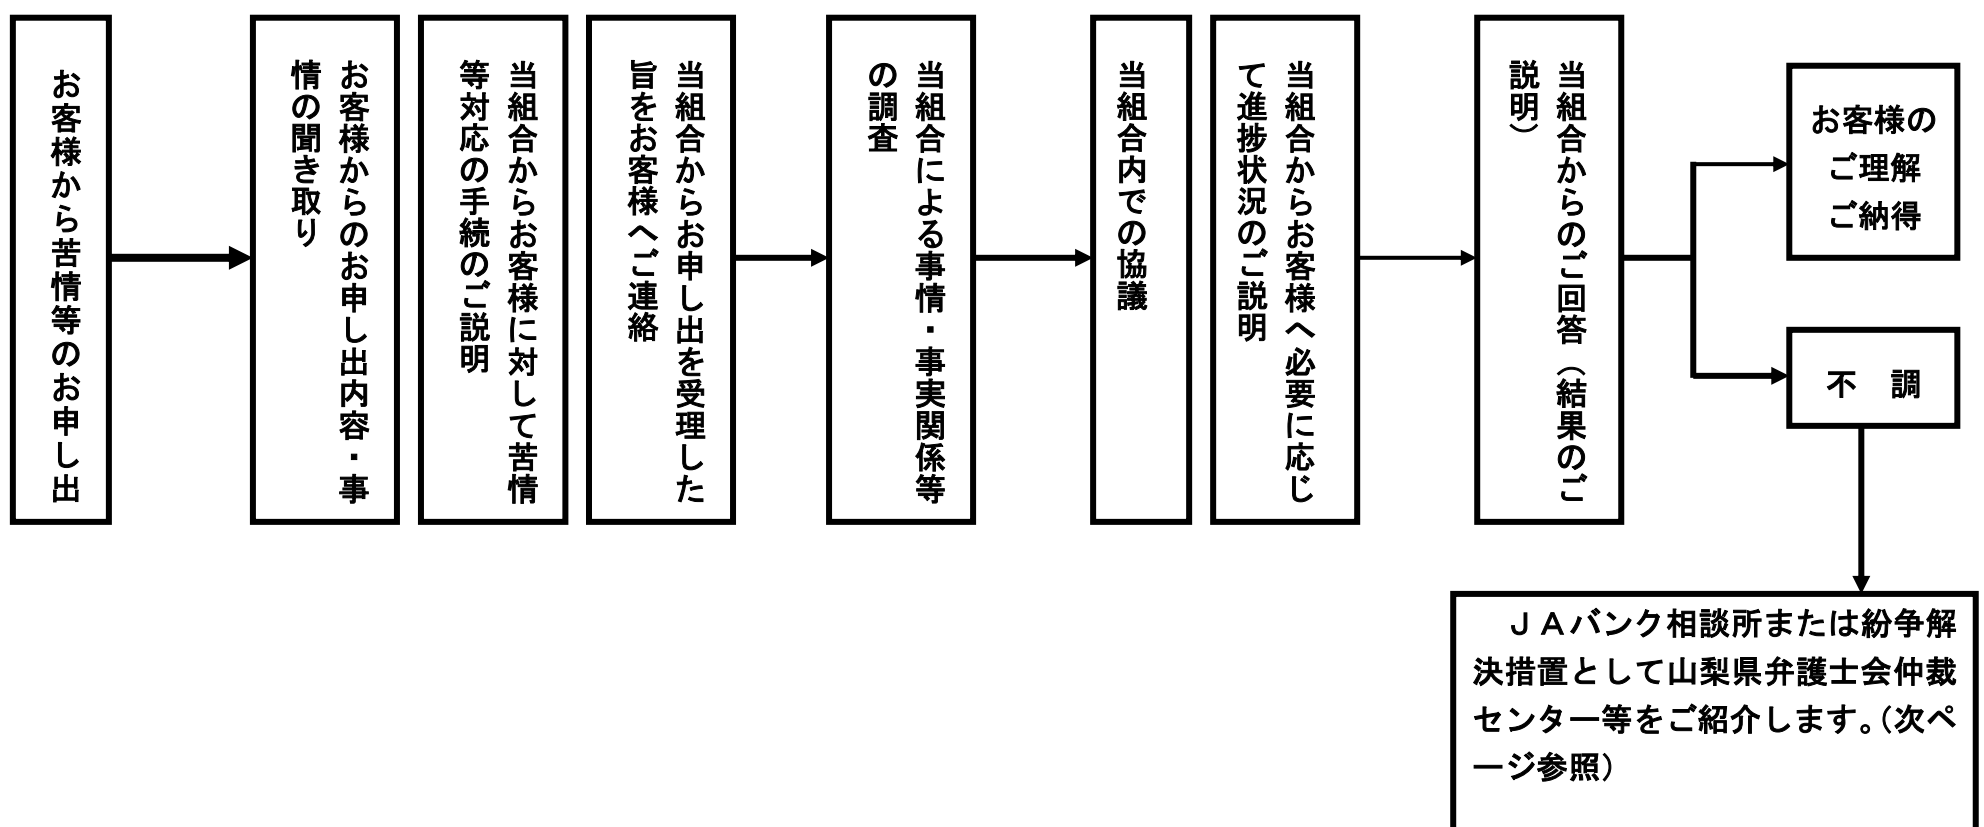 お客様から苦情等のお申し出
お客様からのお申し出内容・事
情の聞き取り
当組合からお客様に対して苦情
等対応の手続のご説明
当組合からお申し出を受理した
旨をお客様へご連絡
当組合による事情・事実関係等
の調査
当組合内での協議
当組合からお客様へ必要に応じ
て進捗状況のご説明
当組合からのご回答（結果のご
説明）
お客様の
ご理解
ご納得
不　調
ＪＡバンク相談所または紛争解
決措置として山梨県弁護士会仲裁
センター等をご紹介します。（次ペ
ージ参照）